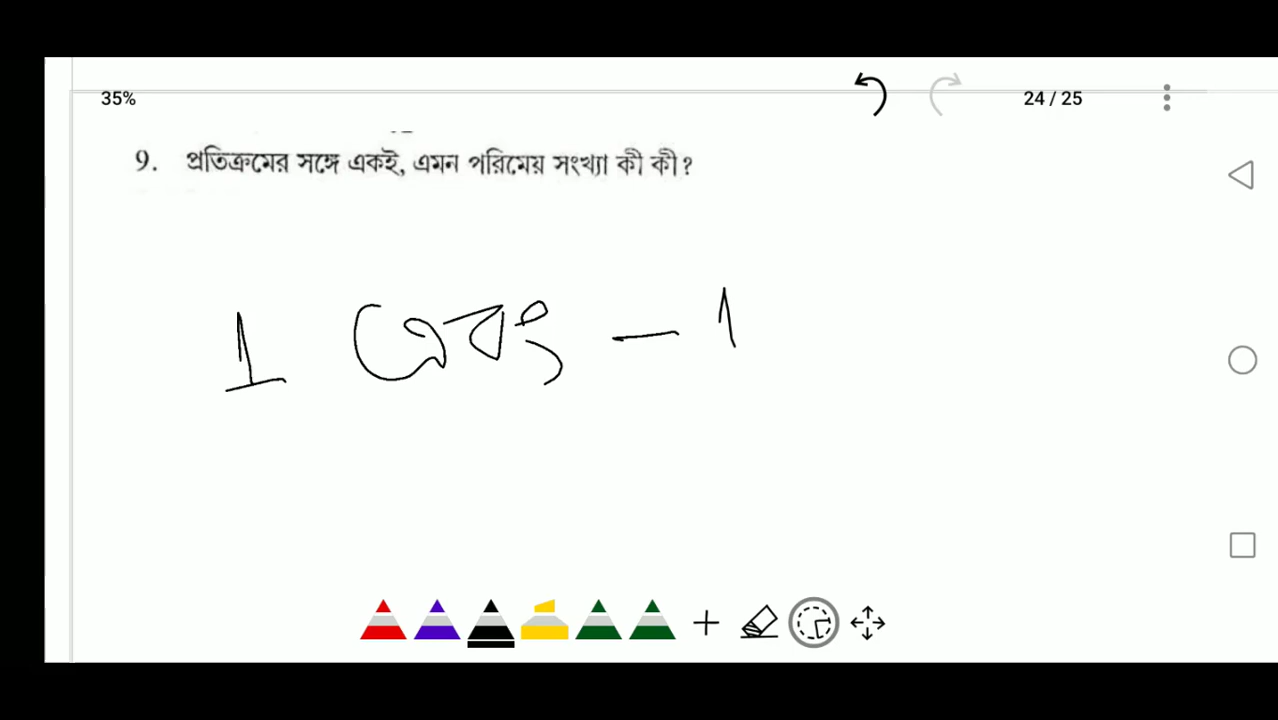 35%
24 / 25
9. প্রতিক্রমের সঙ্গে একই, এমন পরিমেয় সংখ্যা কী কী?
1 এবং – 1